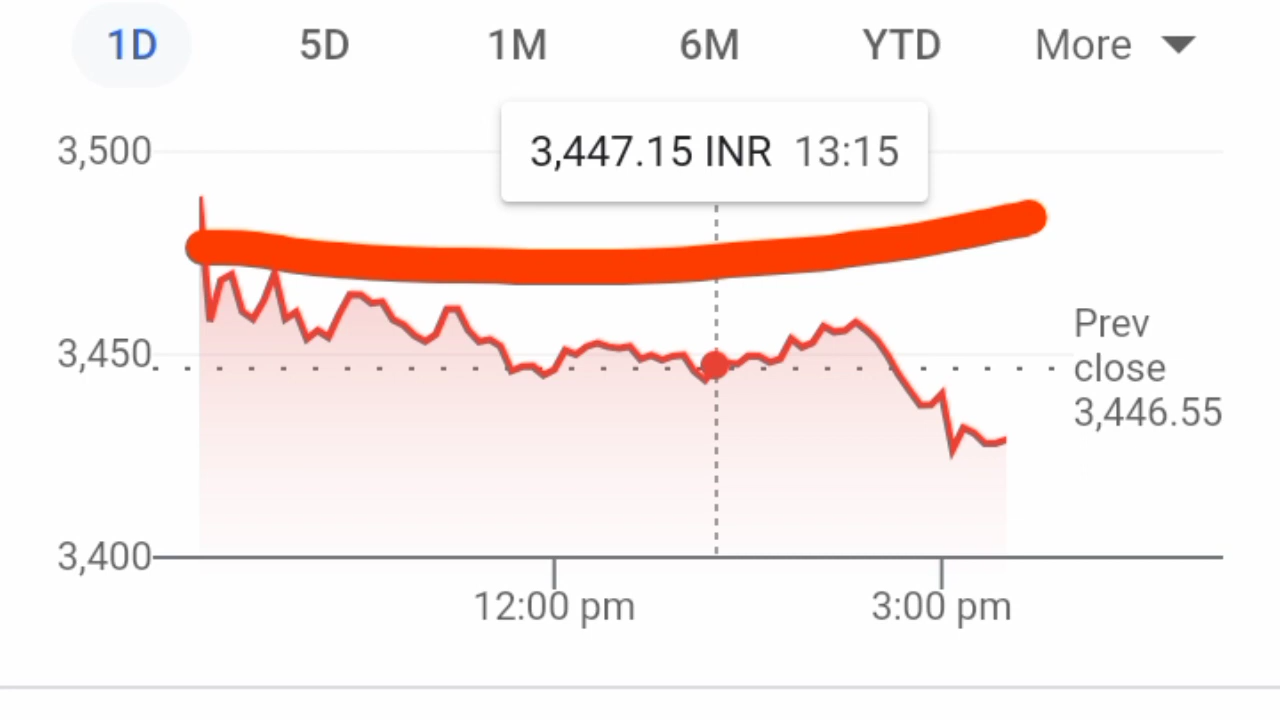 1D 5D 1M 6M YTD More
3,447.15 INR 13:15
3,500
3,450
3,400
Prev
close
3,446.55
12:00 pm 3:00 pm